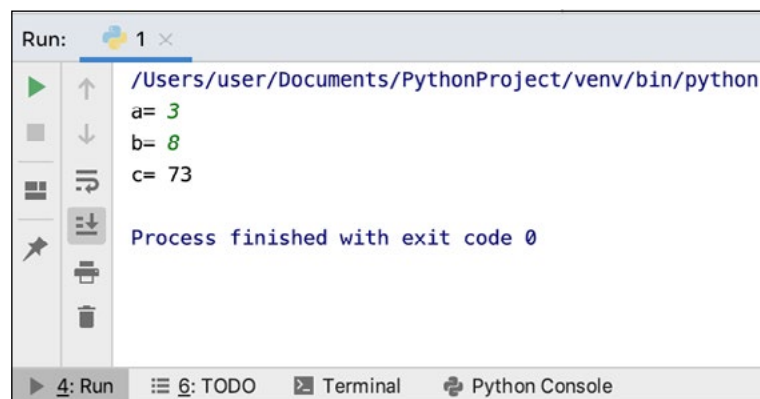 Run: 1
/Users/user/Documents/PythonProject/venv/bin/python
a= 3
b= 8
c= 73
Process finished with exit code 0
4: Run 6: TODO Terminal Python Console